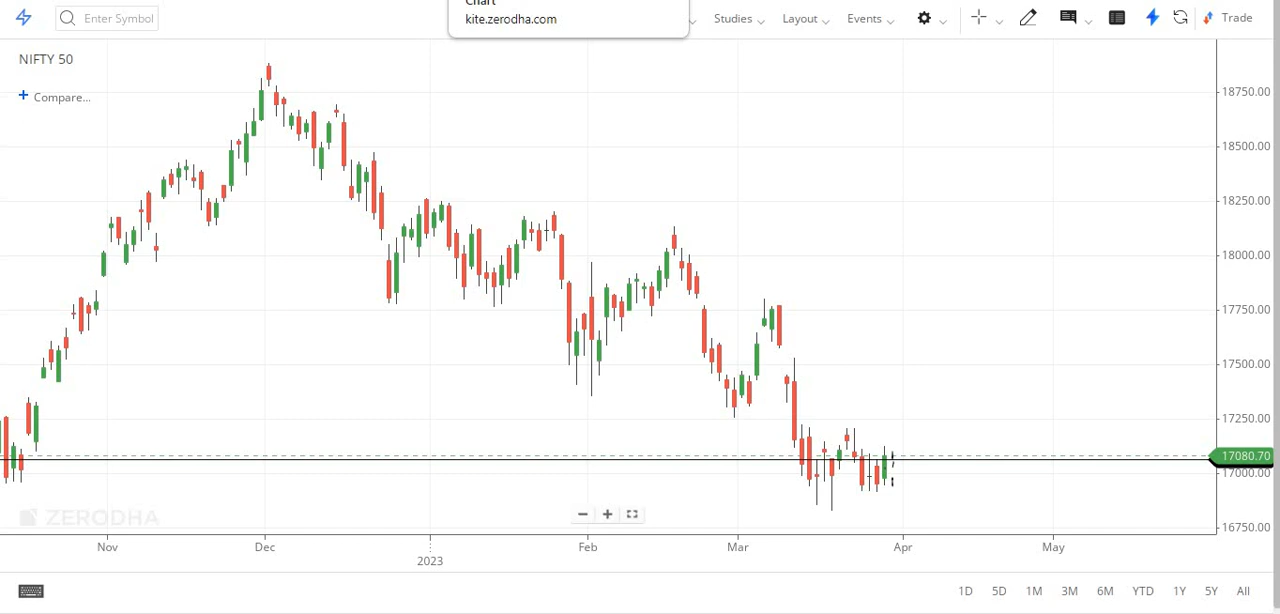 Chart
kite.zerodha.com
Enter Symbol
Studies
Layout
Events
Trade
NIFTY 50
+ Compare...
18750.00
18500.00
18250.00
18000.00
17750.00
17500.00
17250.00
17080.70
17000.00
16750.00
ZERODHA
Nov Dec 2023 Feb Mar Apr May
1D 5D 1M 3M 6M YTD 1Y 5Y All